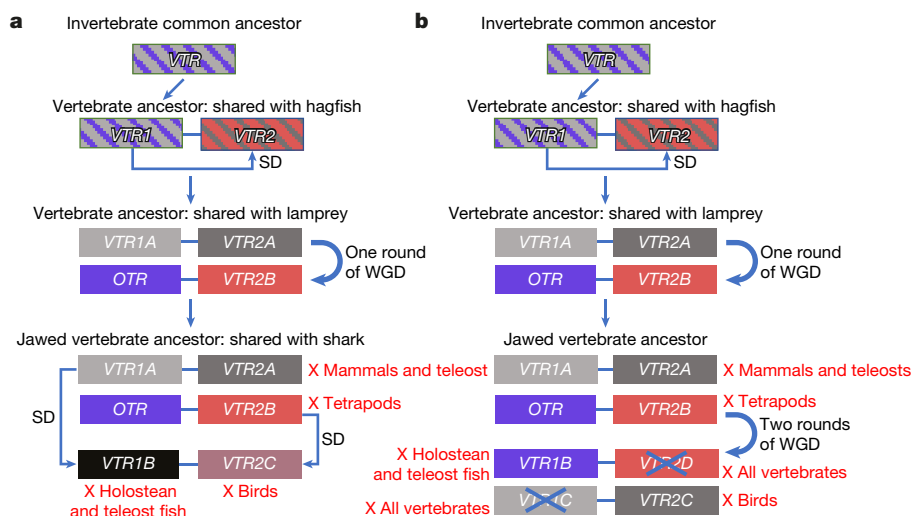 a
Invertebrate common ancestor
VTR
Vertebrate ancestor: shared with hagfish
VTR1
VTR2
SD
Vertebrate ancestor: shared with lamprey
VTR1A
VTR2A
One round
of WGD
OTR
VTR2B
Jawed vertebrate ancestor: shared with shark
VTR1A
VTR2A
X Mammals and teleost
OTR
VTR2B
X Tetrapods
SD
SD
VTR1B
VTR2C
X Holostean
and teleost fish
X Birds
b
Invertebrate common ancestor
VTR
Vertebrate ancestor: shared with hagfish
VTR1
VTR2
SD
Vertebrate ancestor: shared with lamprey
VTR1A
VTR2A
One round
of WGD
OTR
VTR2B
Jawed vertebrate ancestor
VTR1A
VTR2A
X Mammals and teleosts
OTR
VTR2B
X Tetrapods
Two rounds
of WGD
X Holostean
and teleost fish
VTR1B
VTR2D
X All vertebrates
X All vertebrates
VTR1C
VTR2C
X Birds